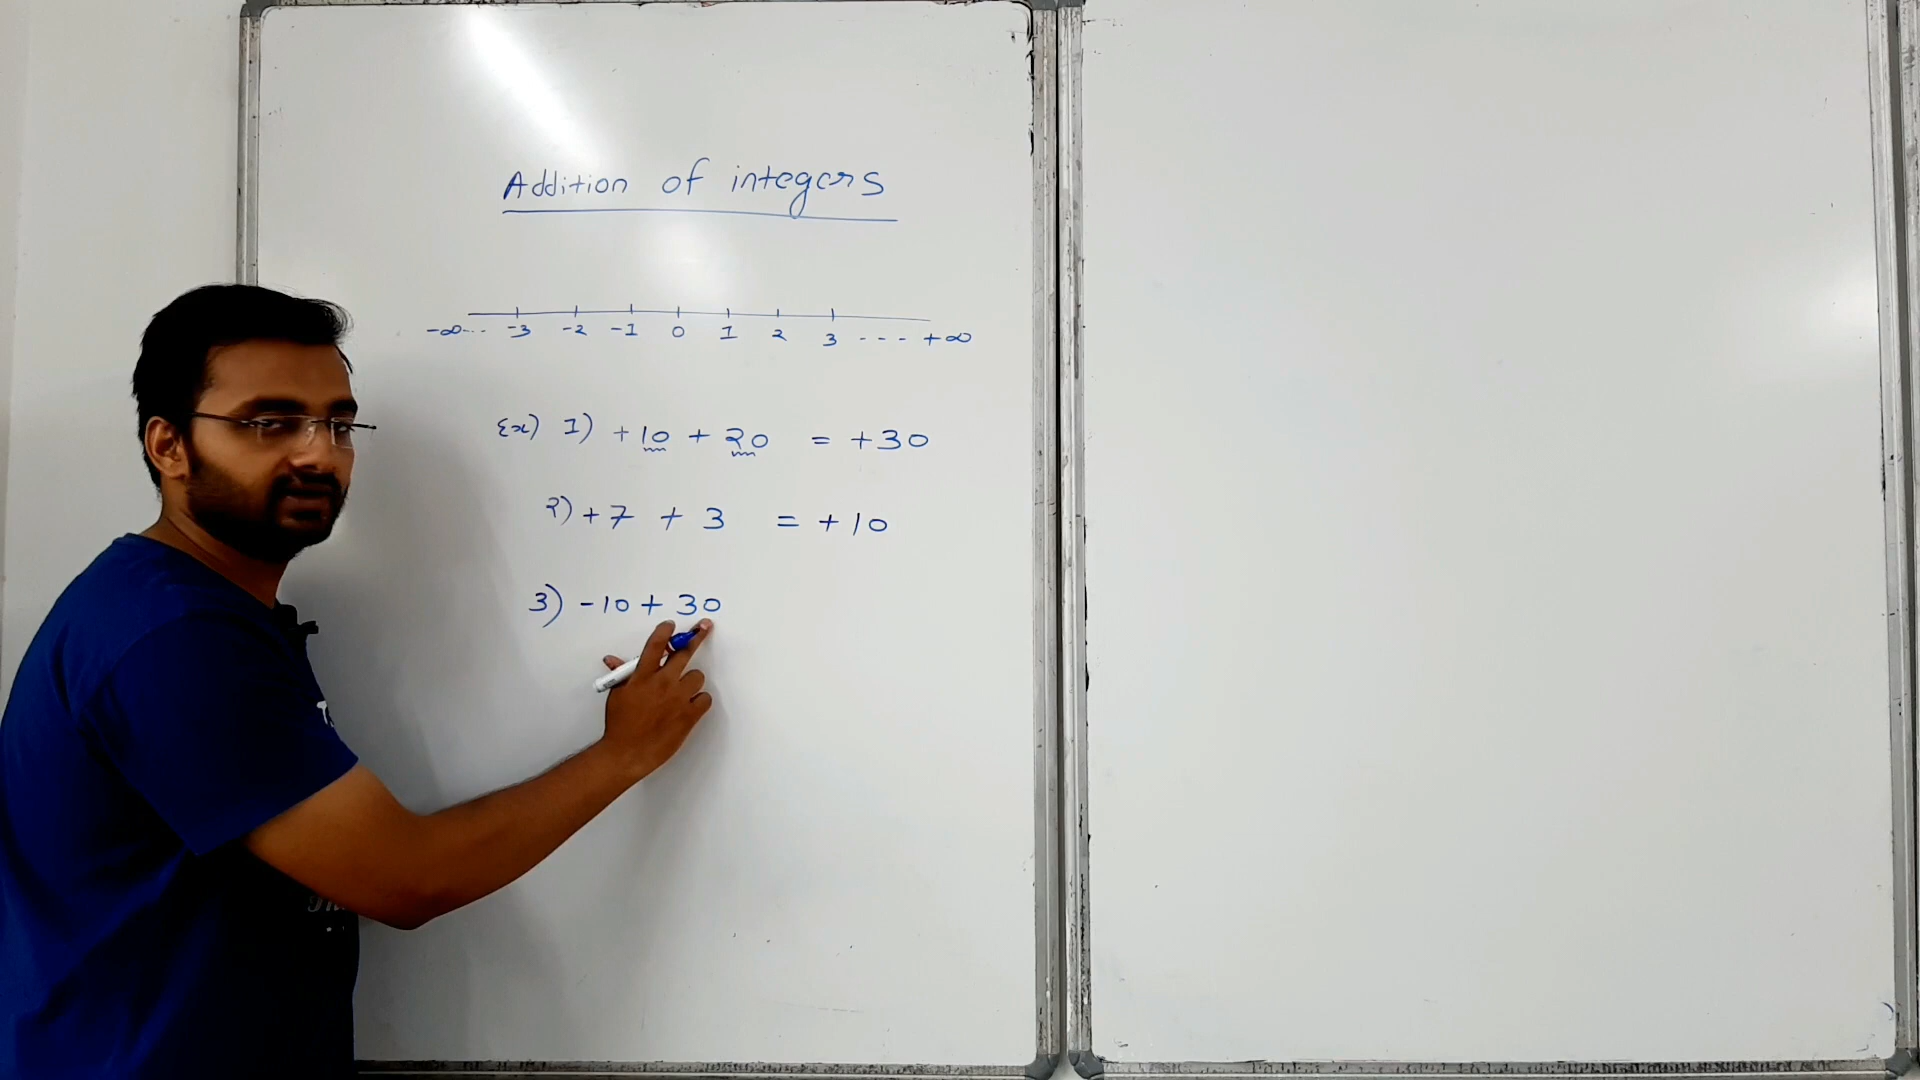 Addition of integers
-∞... -3 -2 -1 0 1 2 3 ---- +∞
Ex) 1) +10 + 20 = +30
2) +7 + 3 = +10
3) -10 + 30